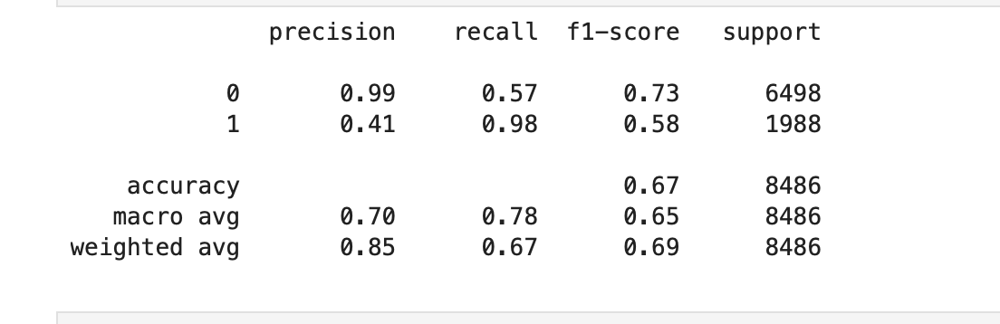 precision recall f1-score support
0 0.99 0.57 0.73 6498
1 0.41 0.98 0.58 1988
accuracy 0.67 8486
macro avg 0.70 0.78 0.65 8486
weighted avg 0.85 0.67 0.69 8486